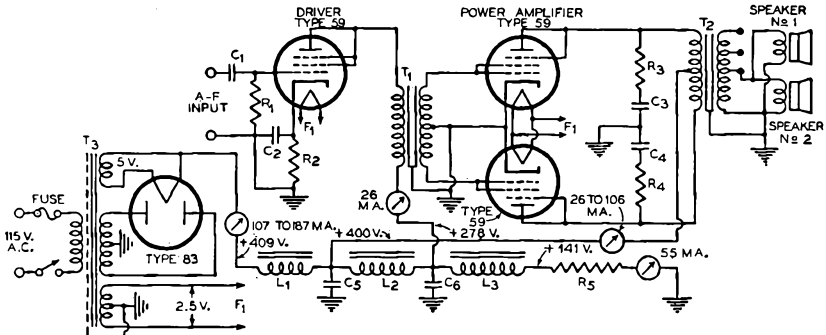 DRIVER
TYPE 59
POWER AMPLIFIER
TYPE 59
T2
SPEAKER
No 1
C1
A-F
INPUT
R1
C2
F1
R2
T1
F1
R3
C3
C4
R4
SPEAKER
No 2
T3
5 V.
FUSE
115 V.
A.C.
TYPE 83
107 TO 187 MA.
+ 409 V.
26
MA.
TYPE
59
+ 400 V.
+ 278 V.
26 TO 106
MA.
+ 141 V.
55 MA.
L1
C5
L2
C6
L3
R5
2.5 V.
F1